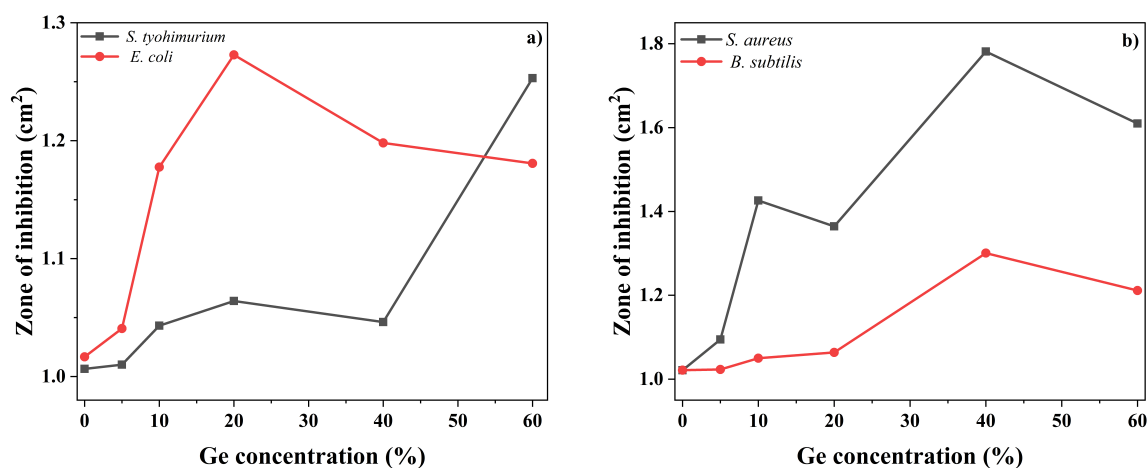 S. tyohimurium
E. coli
a)
1.3
1.2
1.1
1.0
Zone of inhibition (cm²)
0 10 20 30 40 50 60
Ge concentration (%)
S. aureus
B. subtilis
b)
1.8
1.6
1.4
1.2
1.0
Zone of inhibition (cm²)
0 10 20 30 40 50 60
Ge concentration (%)